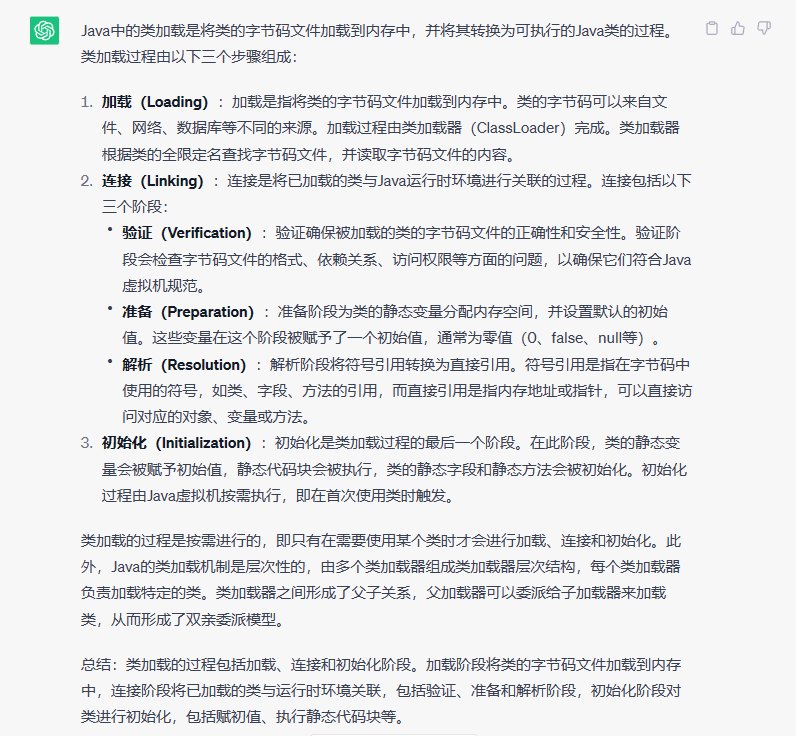 Java中的类加载是将类的字节码文件加载到内存中，并将其转换为可执行的Java类的过程。
类加载过程由以下三个步骤组成：
1. 加载（Loading）：加载是指将类的字节码文件加载到内存中。类的字节码可以来自文
件、网络、数据库等不同的来源。加载过程由类加载器（ClassLoader）完成。类加载器
根据类的全限定名查找字节码文件，并读取字节码文件的内容。
2. 连接（Linking）：连接是将已加载的类与Java运行时环境进行关联的过程。连接包括以下
三个阶段：
• 验证（Verification）：验证确保被加载的类的字节码文件的正确性和安全性。验证阶
段会检查字节码文件的格式、依赖关系、访问权限等方面的问题，以确保它们符合Java
虚拟机规范。
• 准备（Preparation）：准备阶段为类的静态变量分配内存空间，并设置默认的初始
值。这些变量在这个阶段被赋予了一个初始值，通常为零值（0、false、null等）。
• 解析（Resolution）：解析阶段将符号引用转换为直接引用。符号引用是指在字节码中
使用的符号，如类、字段、方法的引用，而直接引用是指内存地址或指针，可以直接访
问对应的对象、变量或方法。
3. 初始化（Initialization）：初始化是类加载过程的最后一个阶段。在此阶段，类的静态变
量会被赋予初始值，静态代码块会被执行，类的静态字段和静态方法会被初始化。初始化
过程由Java虚拟机按需执行，即在首次使用类时触发。
类加载的过程是按需进行的，即只有在需要使用某个类时才会进行加载、连接和初始化。此
外，Java的类加载机制是层次性的，由多个类加载器组成类加载器层次结构，每个类加载器
负责加载特定的类。类加载器之间形成了父子关系，父加载器可以委派给子加载器来加载
类，从而形成了双亲委派模型。
总结：类加载的过程包括加载、连接和初始化阶段。加载阶段将类的字节码文件加载到内存
中，连接阶段将已加载的类与运行时环境关联，包括验证、准备和解析阶段，初始化阶段对
类进行初始化，包括赋初值、执行静态代码块等。